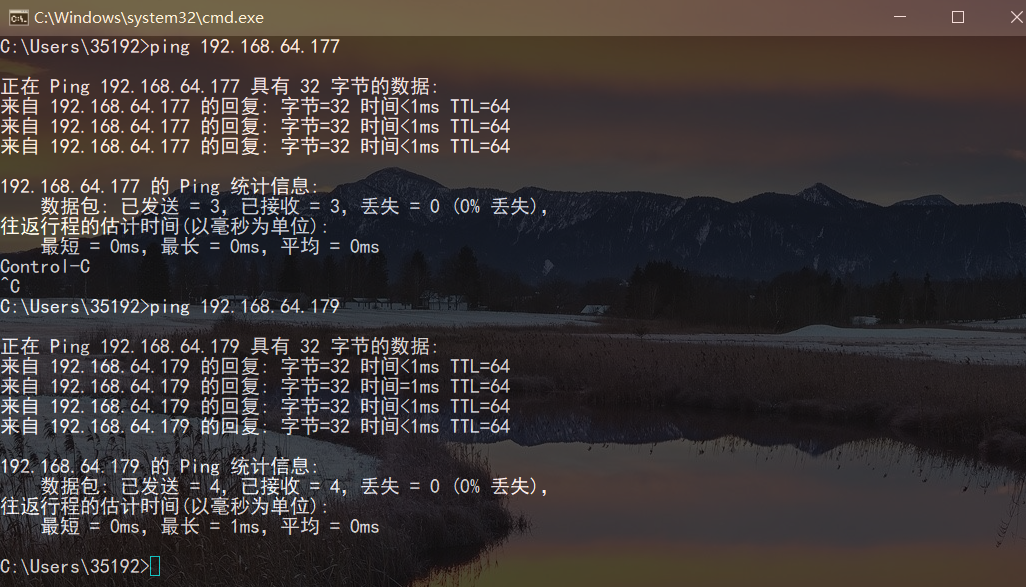 C:\Windows\system32\cmd.exe
C:\Users\35192>ping 192.168.64.177
正在 Ping 192.168.64.177 具有 32 字节的数据:
来自 192.168.64.177 的回复: 字节=32 时间<1ms TTL=64
来自 192.168.64.177 的回复: 字节=32 时间<1ms TTL=64
来自 192.168.64.177 的回复: 字节=32 时间<1ms TTL=64
192.168.64.177 的 Ping 统计信息:
数据包: 已发送 = 3，已接收 = 3，丢失 = 0 (0% 丢失)，
往返行程的估计时间(以毫秒为单位):
最短 = 0ms，最长 = 0ms，平均 = 0ms
Control-C
^C
C:\Users\35192>ping 192.168.64.179
正在 Ping 192.168.64.179 具有 32 字节的数据:
来自 192.168.64.179 的回复: 字节=32 时间<1ms TTL=64
来自 192.168.64.179 的回复: 字节=32 时间=1ms TTL=64
来自 192.168.64.179 的回复: 字节=32 时间<1ms TTL=64
来自 192.168.64.179 的回复: 字节=32 时间<1ms TTL=64
192.168.64.179 的 Ping 统计信息:
数据包: 已发送 = 4，已接收 = 4，丢失 = 0 (0% 丢失)，
往返行程的估计时间(以毫秒为单位):
最短 = 0ms，最长 = 1ms，平均 = 0ms
C:\Users\35192>